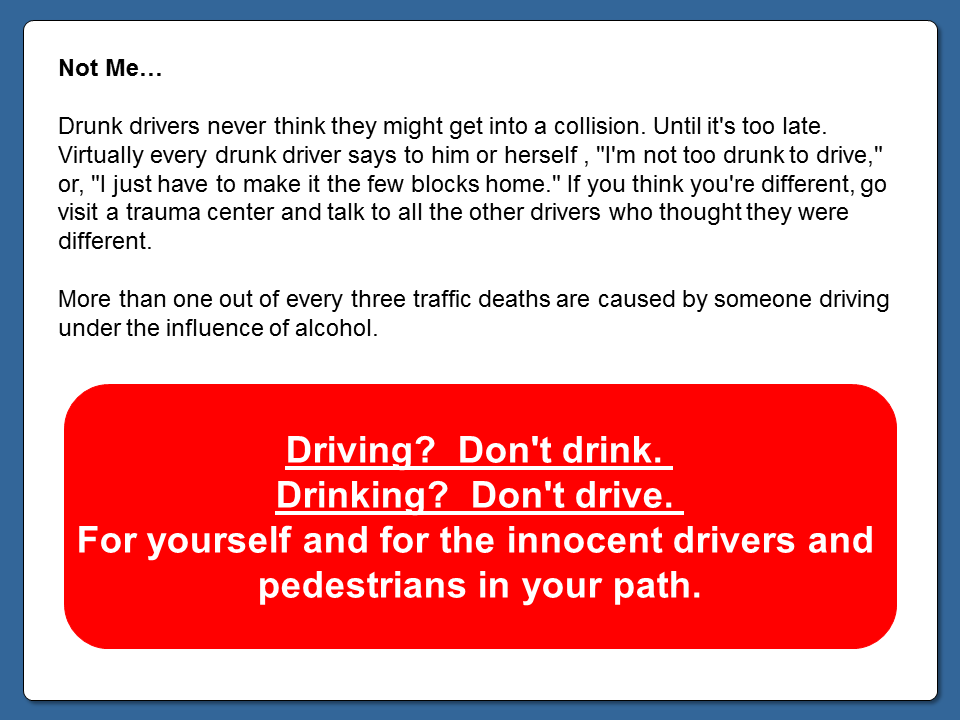 Not Me…
Drunk drivers never think they might get into a collision. Until it's too late.
Virtually every drunk driver says to him or herself , "I'm not too drunk to drive,"
or, "I just have to make it the few blocks home." If you think you're different, go
visit a trauma center and talk to all the other drivers who thought they were
different.
More than one out of every three traffic deaths are caused by someone driving
under the influence of alcohol.
Driving?  Don't drink.
Drinking?  Don't drive.
For yourself and for the innocent drivers and
pedestrians in your path.